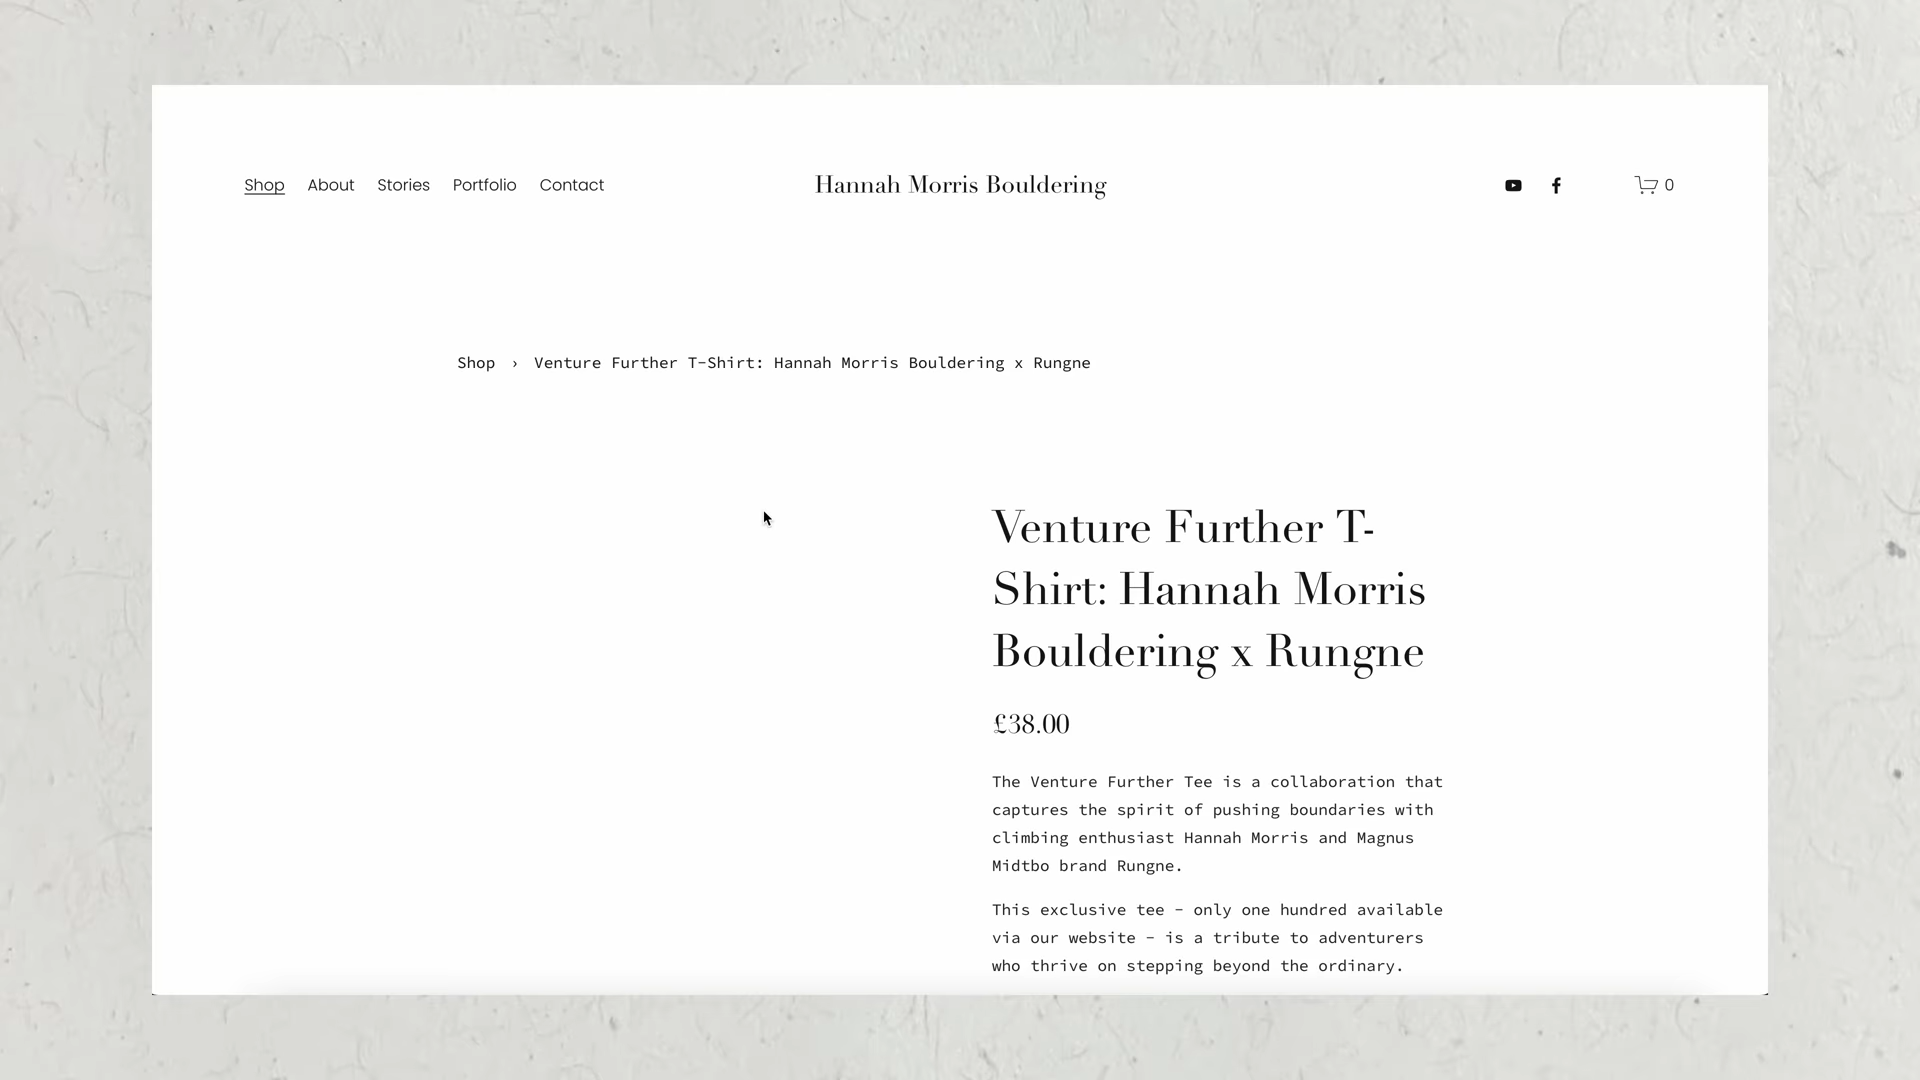 Shop About Stories Portfolio Contact
Hannah Morris Bouldering
0
Shop › Venture Further T-Shirt: Hannah Morris Bouldering x Rungne
Venture Further T-
Shirt: Hannah Morris
Bouldering x Rungne
£38.00
The Venture Further Tee is a collaboration that
captures the spirit of pushing boundaries with
climbing enthusiast Hannah Morris and Magnus
Midtbo brand Rungne.
This exclusive tee – only one hundred available
via our website – is a tribute to adventurers
who thrive on stepping beyond the ordinary.